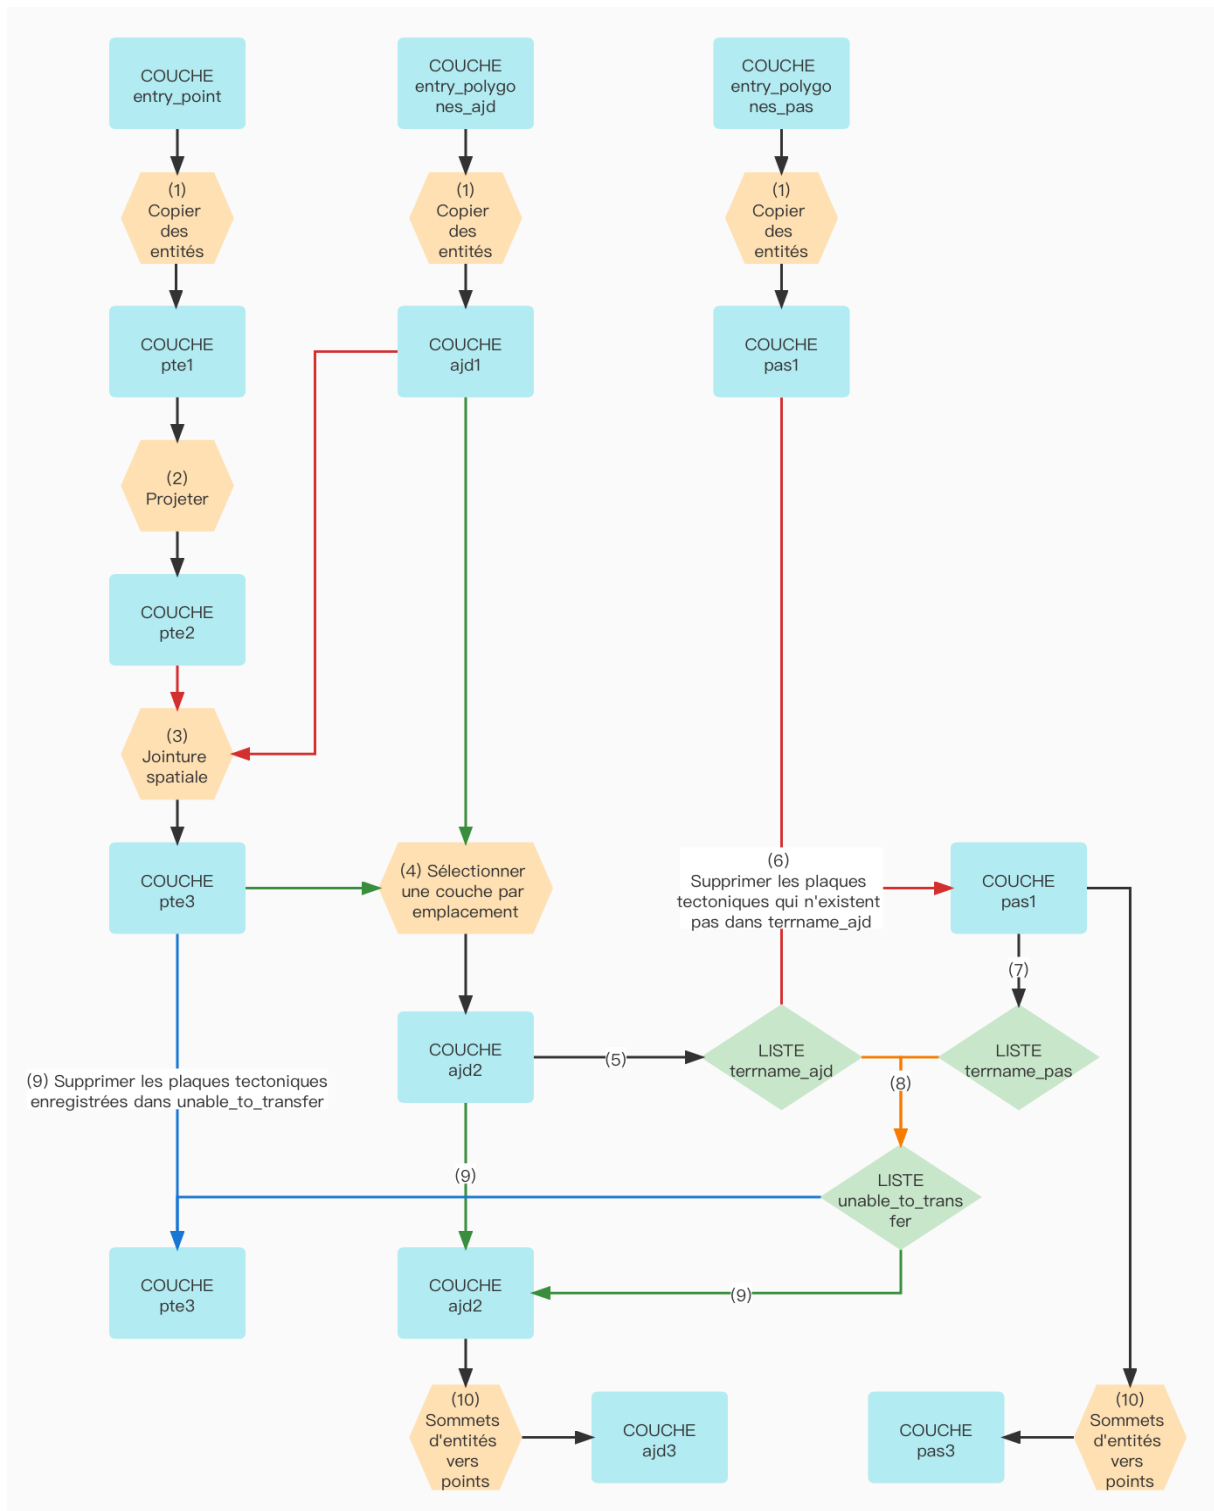 COUCHE
entry_point
COUCHE
entry_polygo
nes_ajd
COUCHE
entry_polygo
nes_pas
(1)
Copier
des
entités
(1)
Copier
des
entités
(1)
Copier
des
entités
COUCHE
pte1
COUCHE
ajd1
COUCHE
pas1
(2)
Projeter
COUCHE
pte2
(3)
Jointure
spatiale
COUCHE
pte3
(4) Sélectionner
une couche par
emplacement
(6)
Supprimer les plaques
tectoniques qui n'existent
pas dans terrname_ajd
COUCHE
pas1
(7)
COUCHE
ajd2
(5)
LISTE
terrname_ajd
LISTE
terrname_pas
(8)
(9) Supprimer les plaques tectoniques
enregistrées dans unable_to_transfer
(9)
LISTE
unable_to_trans
fer
COUCHE
pte3
COUCHE
ajd2
(9)
(10)
Sommets
d'entités
vers
points
COUCHE
ajd3
COUCHE
pas3
(10)
Sommets
d'entités
vers
points